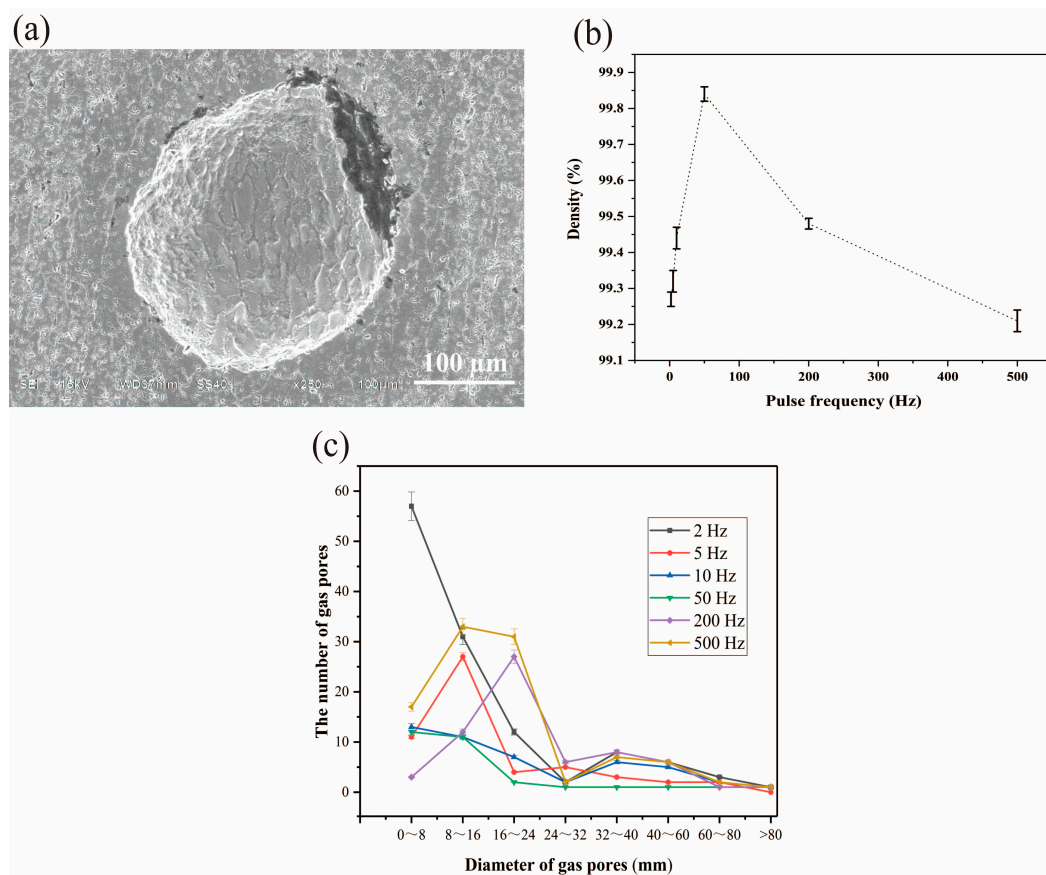 (a)
100 μm
SEI 16kV WD37mm SS40 x250 100μm
(b)
99.9
99.8
99.7
99.6
99.5
99.4
99.3
99.2
99.1
Density (%)
0 100 200 300 400 500
Pulse frequency (Hz)
(c)
60
50
40
30
20
10
0
The number of gas pores
2 Hz
5 Hz
10 Hz
50 Hz
200 Hz
500 Hz
0~8 8~16 16~24 24~32 32~40 40~60 60~80 >80
Diameter of gas pores (mm)